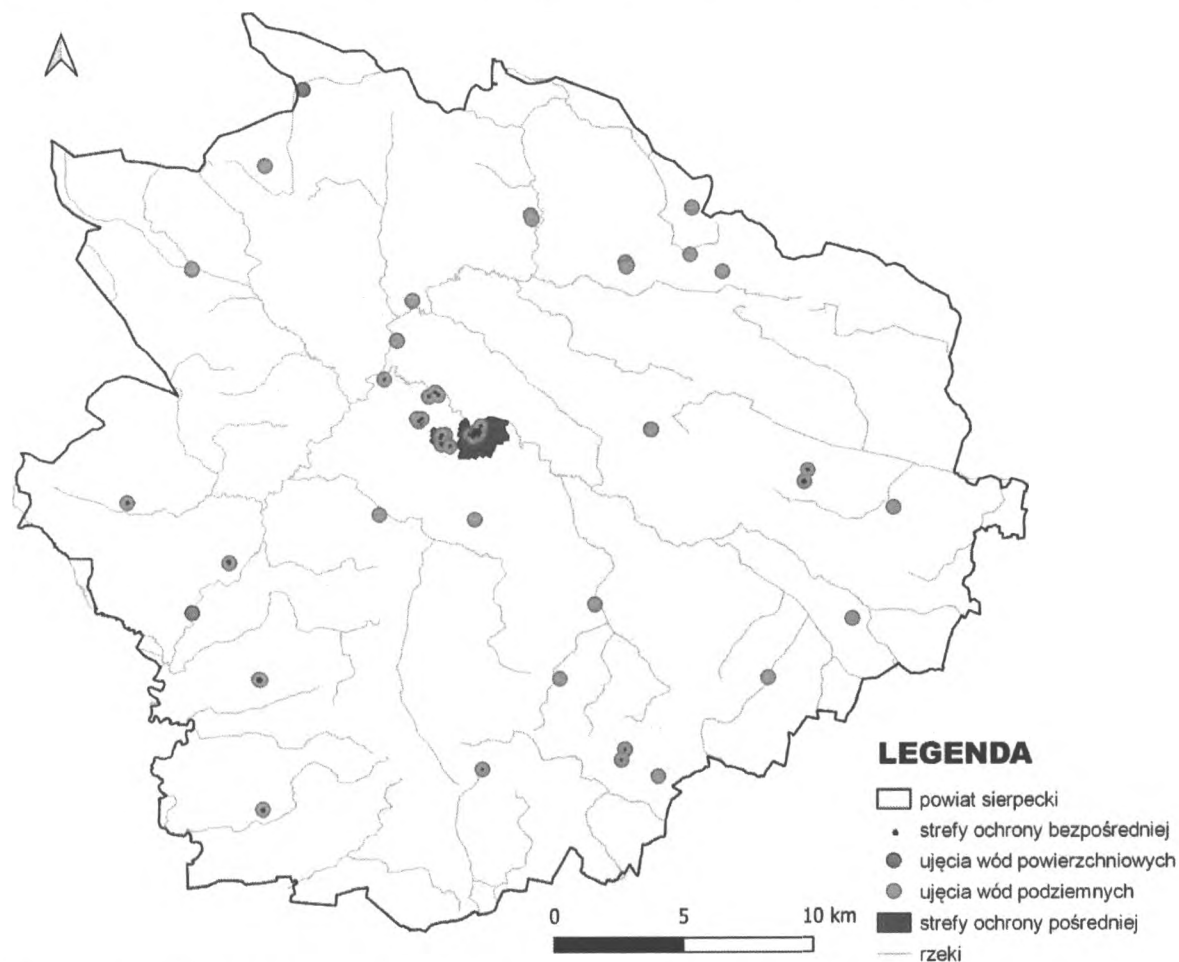 LEGENDA
powiat sierpecki
strefy ochrony bezpośredniej
ujęcia wód powierzchniowych
ujęcia wód podziemnych
strefy ochrony pośredniej
rzeki
0 5 10 km